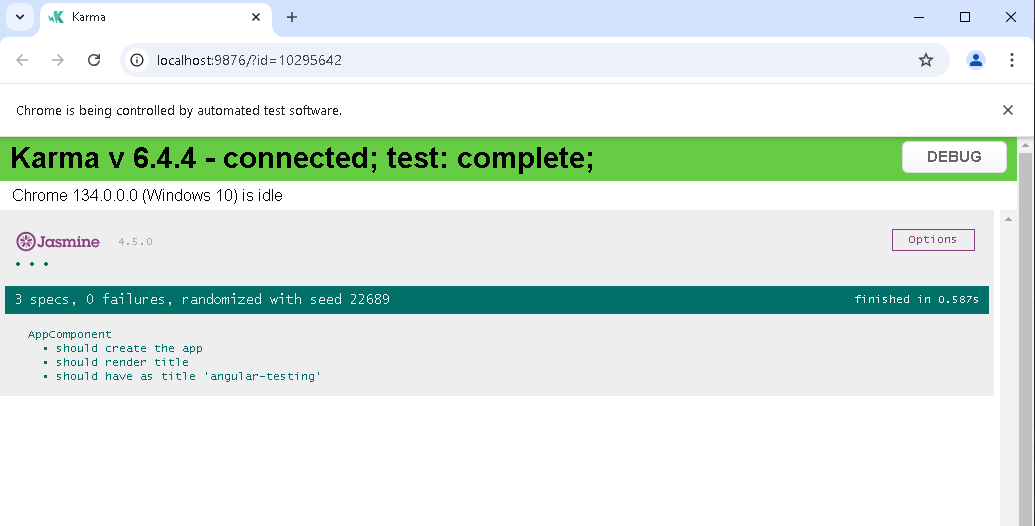 Karma
localhost:9876/?id=10295642
Chrome is being controlled by automated test software.
Karma v 6.4.4 - connected; test: complete;
DEBUG
Chrome 134.0.0.0 (Windows 10) is idle
Jasmine 4.5.0
Options
• • •
3 specs, 0 failures, randomized with seed 22689
finished in 0.587s
AppComponent
• should create the app
• should render title
• should have as title 'angular-testing'